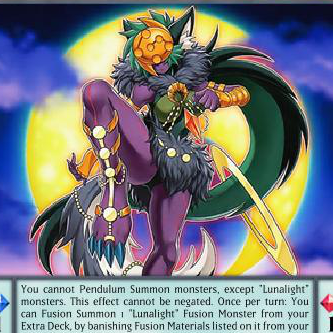 You cannot Pendulum Summon monsters, except "Lunalight"
monsters. This effect cannot be negated. Once per turn: You
can Fusion Summon 1 "Lunalight" Fusion Monster from your
Extra Deck, by banishing Fusion Materials listed on it from your